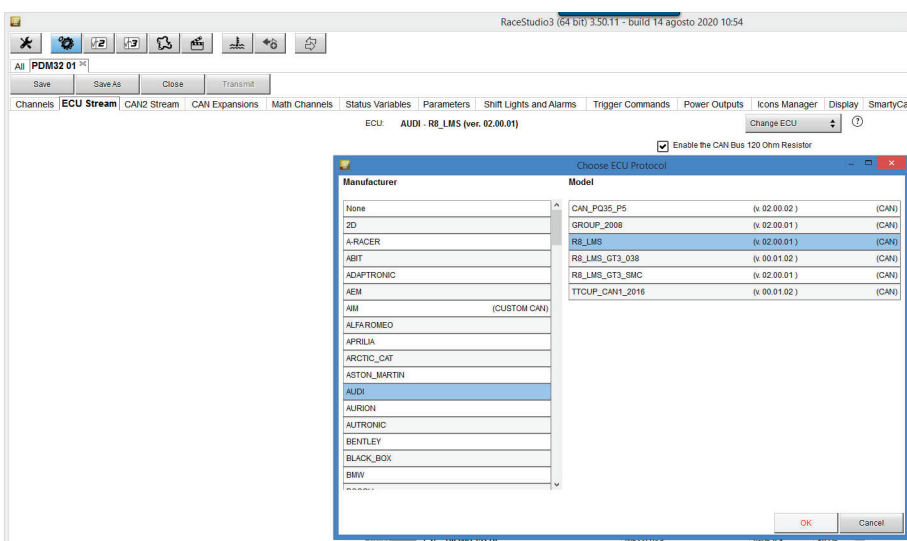 RaceStudio3 (64 bit) 3.50.11 - build 14 agosto 2020 10:54
All PDM32 01
Save Save As Close Transmit
Channels ECU Stream CAN2 Stream CAN Expansions Math Channels Status Variables Parameters Shift Lights and Alarms Trigger Commands Power Outputs Icons Manager Display SmartyCa
ECU: AUDI - R8_LMS (ver. 02.00.01) Change ECU ?
Enable the CAN Bus 120 Ohm Resistor
Choose ECU Protocol
Manufacturer Model
None CAN_PQ35_P5 (v. 02.00.02 ) (CAN)
2D GROUP_2008 (v. 02.00.01 ) (CAN)
A-RACER R8_LMS (v. 02.00.01 ) (CAN)
ABIT R8_LMS_GT3_038 (v. 00.01.02 ) (CAN)
ADAPTRONIC R8_LMS_GT3_SMC (v. 02.00.01 ) (CAN)
AEM TTCUP_CAN1_2016 (v. 00.01.02 ) (CAN)
AIM (CUSTOM CAN)
ALFAROMEO
APRILIA
ARCTIC_CAT
ASTON_MARTIN
AUDI
AURION
AUTRONIC
BENTLEY
BLACK_BOX
BMW
OK Cancel